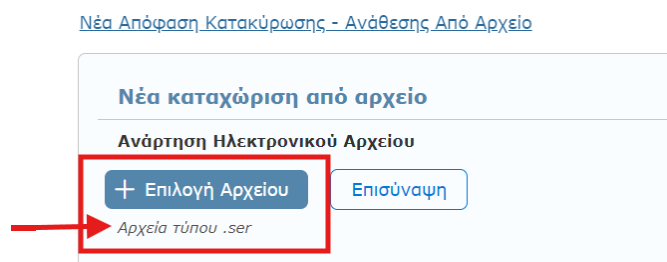 Νέα Απόφαση Κατακύρωσης - Ανάθεσης Από Αρχείο
Νέα καταχώριση από αρχείο
Ανάρτηση Ηλεκτρονικού Αρχείου
+ Επιλογή Αρχείου Επισύναψη
Αρχεία τύπου .ser